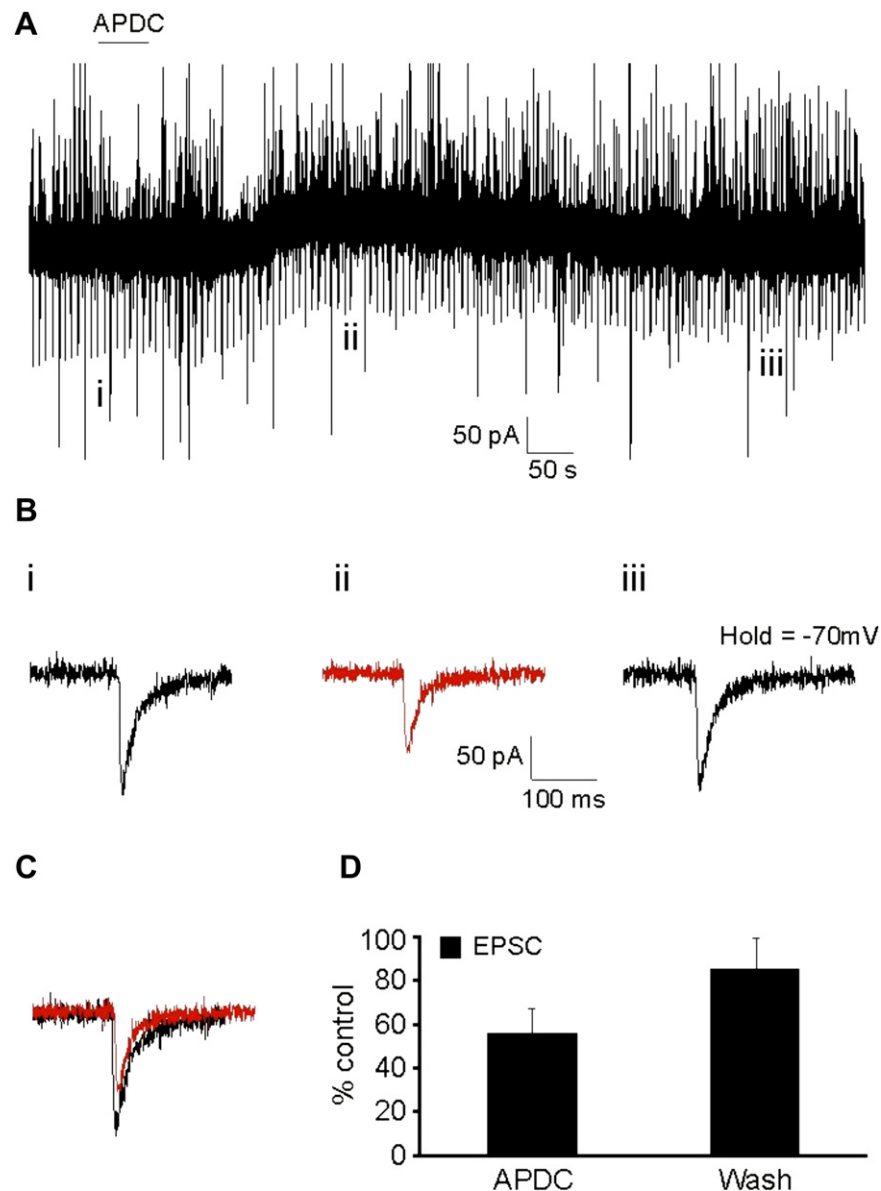 A
APDC
i
ii
iii
50 pA
50 s
B
i
ii
iii
Hold = -70mV
50 pA
100 ms
C
D
% control
100
80
60
40
20
0
EPSC
APDC
Wash